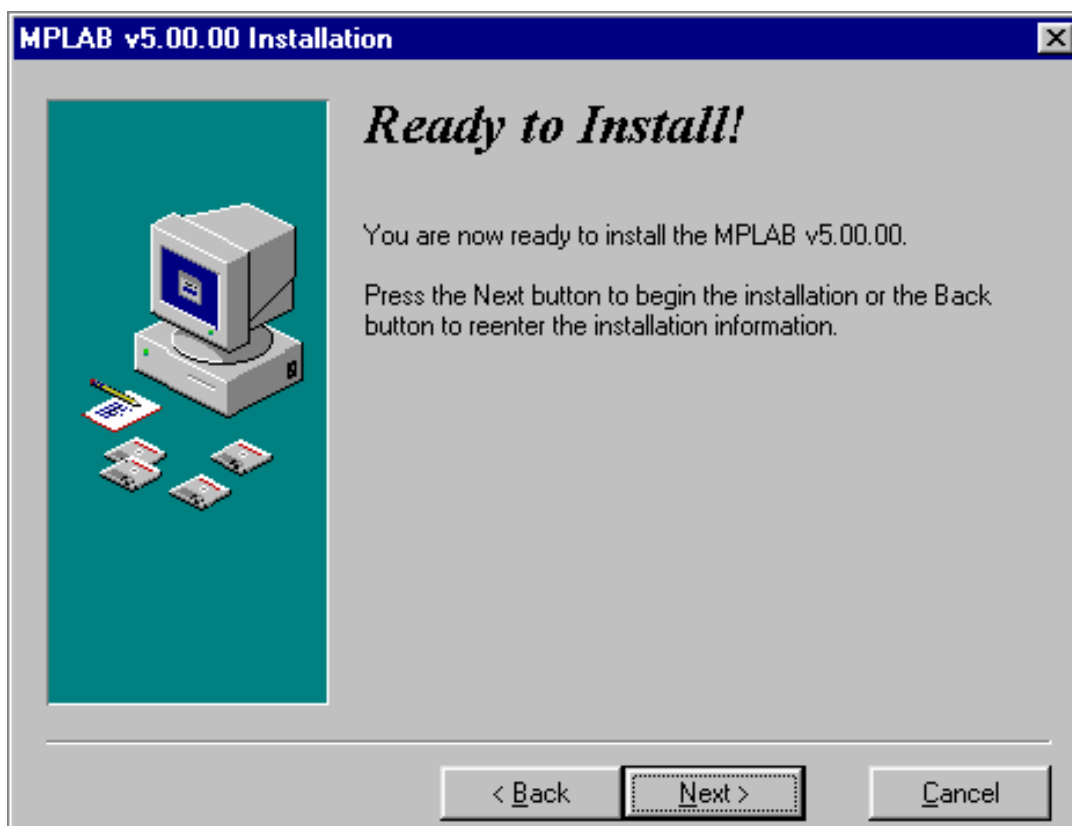 MPLAB v5.00.00 Installation
Ready to Install!
You are now ready to install the MPLAB v5.00.00.
Press the Next button to begin the installation or the Back
button to reenter the installation information.
< Back
Next >
Cancel